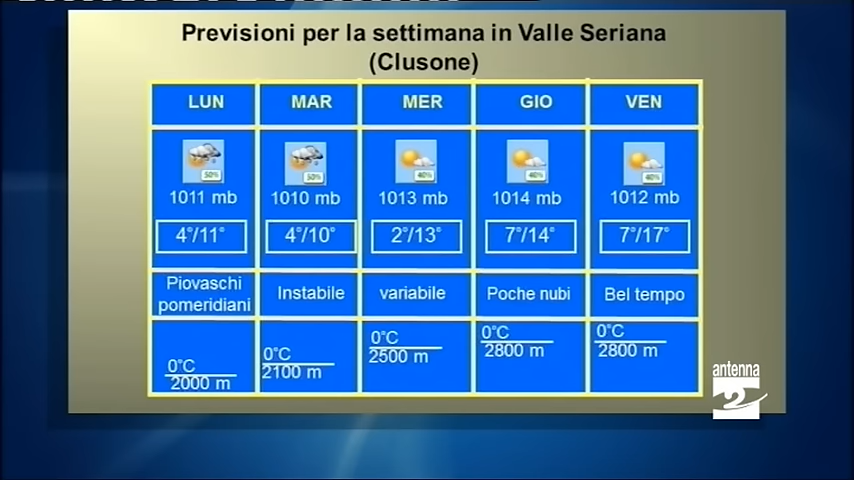 Previsioni per la settimana in Valle Seriana
(Clusone)
LUN MAR MER GIO VEN
50% 50% 40% 40% 40%
1011 mb 1010 mb 1013 mb 1014 mb 1012 mb
4°/11° 4°/10° 2°/13° 7°/14° 7°/17°
Piovaschi
pomeridiani Instabile variabile Poche nubi Bel tempo
0°C 0°C 0°C 0°C 0°C
2000 m 2100 m 2500 m 2800 m 2800 m
antenna
2